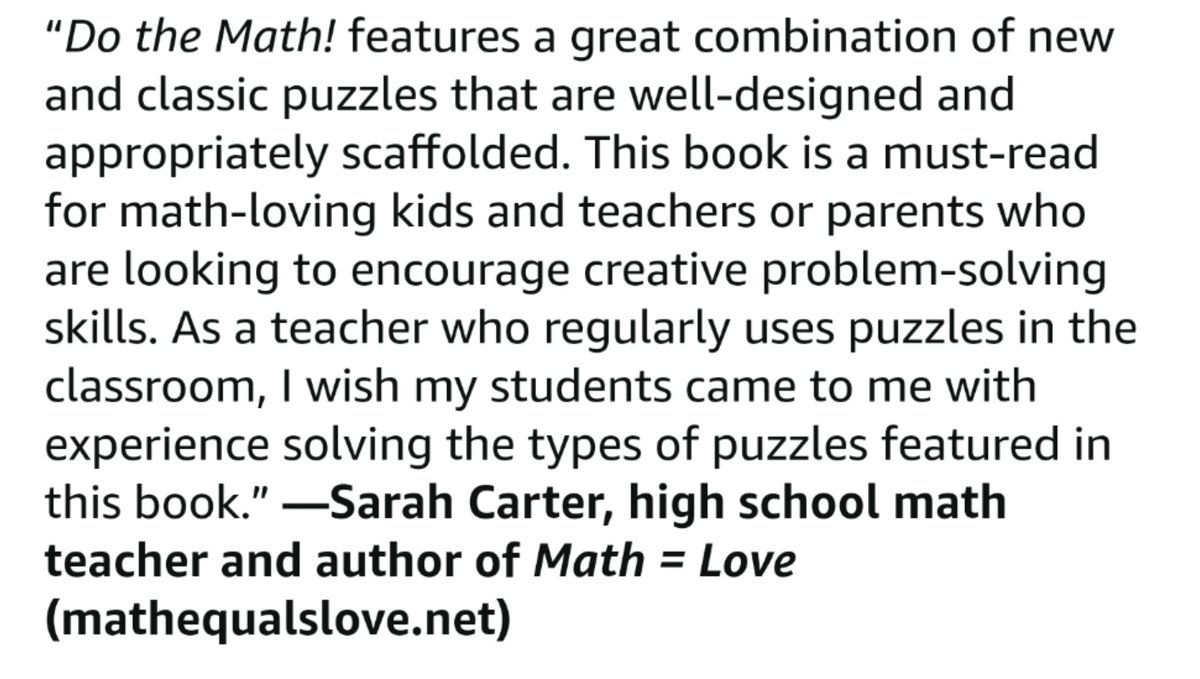 “Do the Math! features a great combination of new
and classic puzzles that are well-designed and
appropriately scaffolded. This book is a must-read
for math-loving kids and teachers or parents who
are looking to encourage creative problem-solving
skills. As a teacher who regularly uses puzzles in the
classroom, I wish my students came to me with
experience solving the types of puzzles featured in
this book.” —Sarah Carter, high school math
teacher and author of Math = Love
(mathequalslove.net)